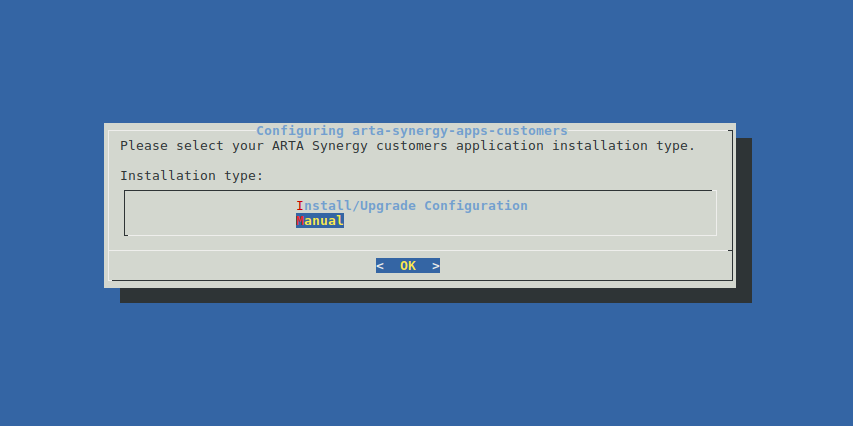 Configuring arta-synergy-apps-customers
Please select your ARTA Synergy customers application installation type.
Installation type:
Install/Upgrade Configuration
Manual
< OK >